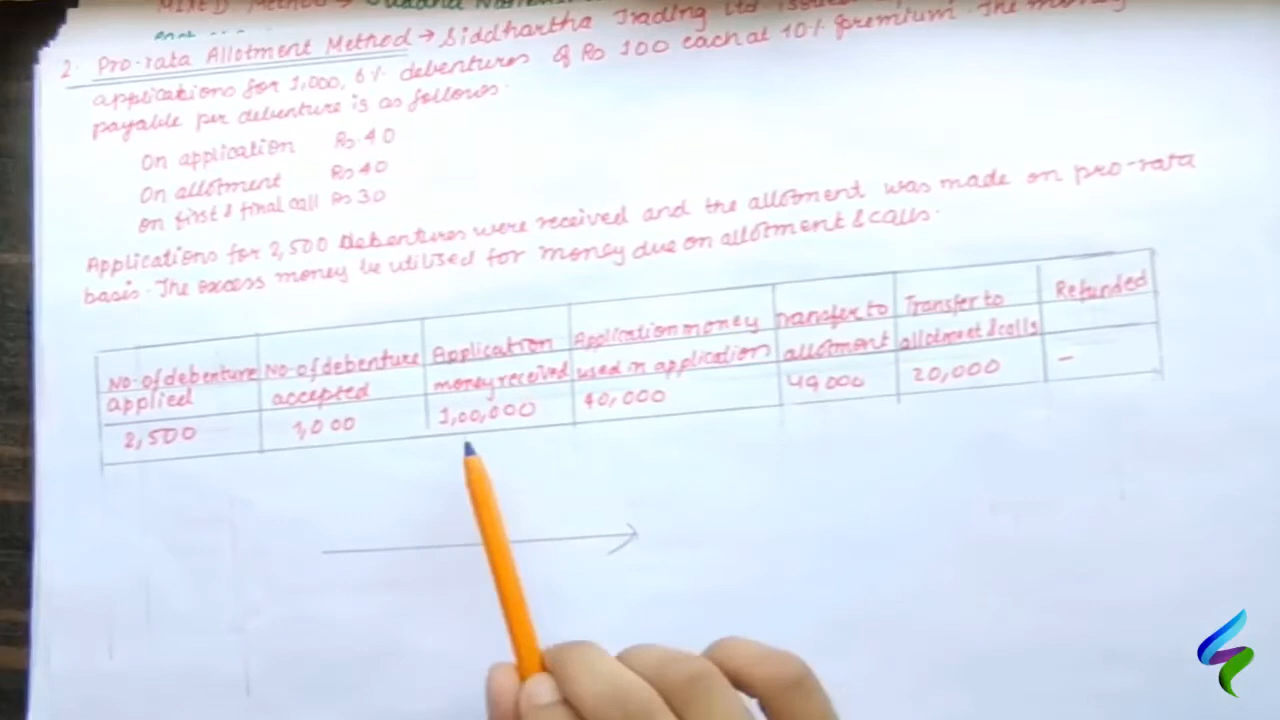 MIXED Method →
2. Pro-rata Allotment Method → Siddhartha Trading Ltd issued
applications for 1,000, 6% debentures of Rs 100 each at 10% premium. The money
payable per debenture is as follows.
On application Rs.40
On allotment Rs 40
On first & final call Rs 30
Applications for 2,500 Debentures were received and the allotment was made on pro-rata
basis. The excess money be utilised for money due on allotment & calls.
No. of debenture applied
No. of debenture accepted
Application money received
Application money used in application
Transfer to allotment
Transfer to allotment & calls
Refunded
2,500
1,000
1,00,000
40,000
40,000
20,000
–